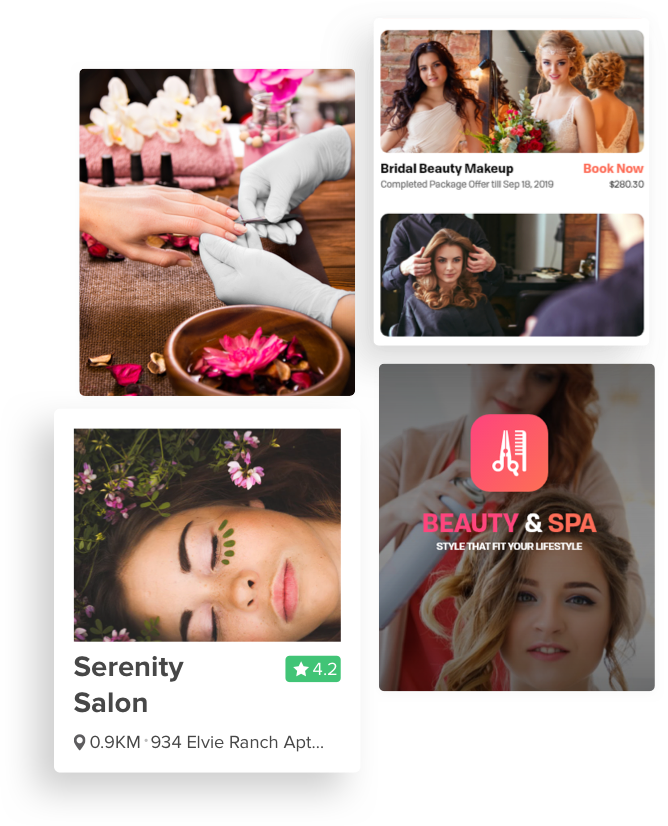 Bridal Beauty Makeup Book Now
Completed Package Offer till Sep 18, 2019 $280.30
BEAUTY & SPA
STYLE THAT FIT YOUR LIFESTYLE
Serenity 4.2
Salon
0.9KM • 934 Elvie Ranch Apt...